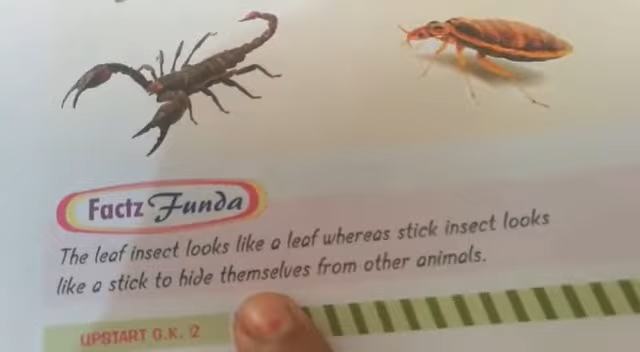 Factz Funda
The leaf insect looks like a leaf whereas stick insect looks
like a stick to hide themselves from other animals.
UPSTART G.K. 2